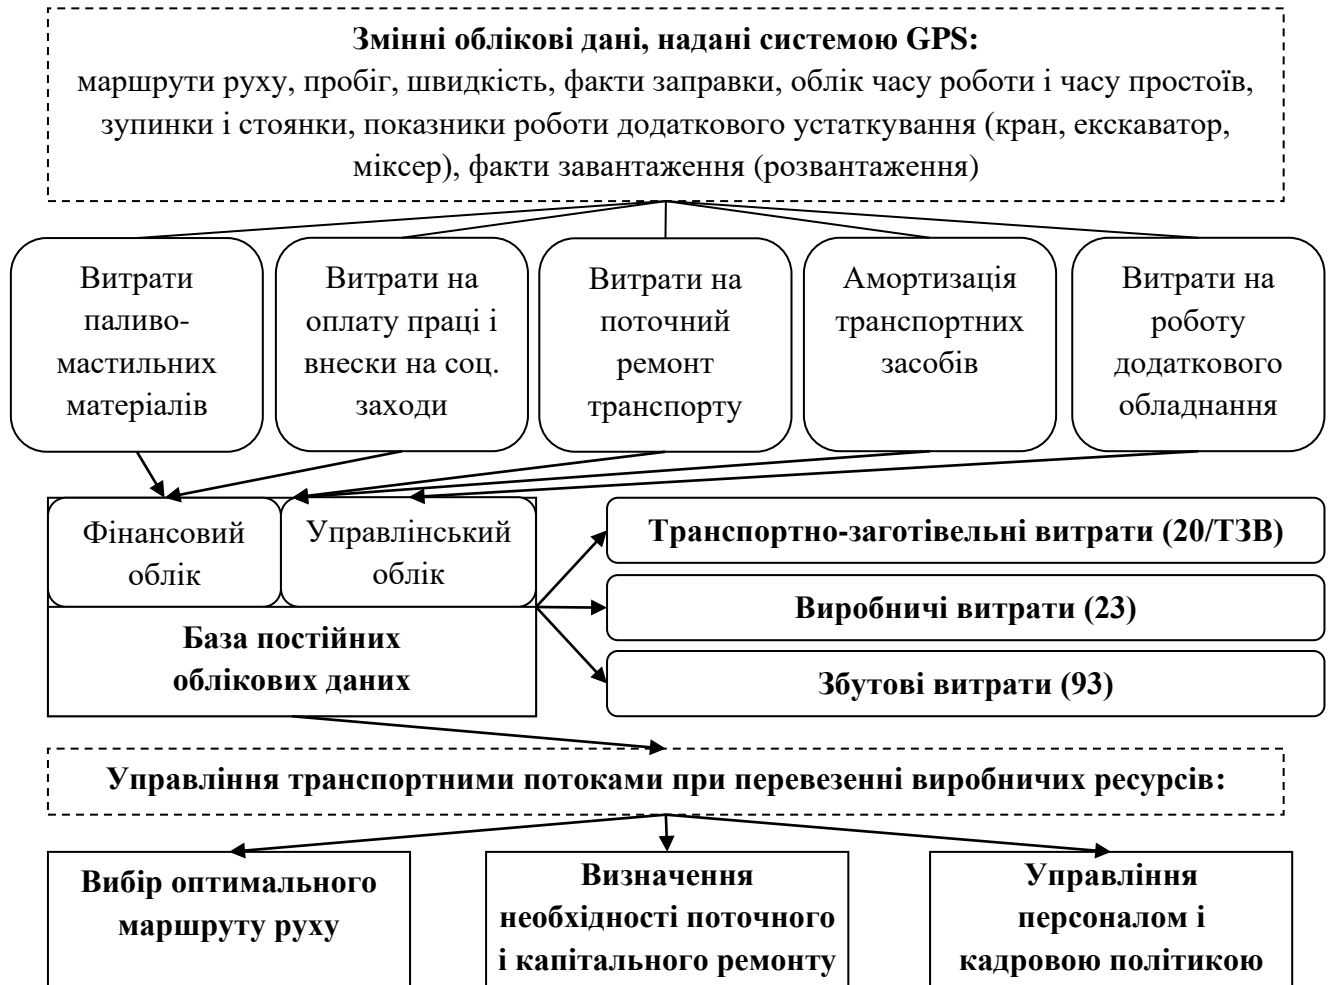 Змінні облікові дані, надані системою GPS:
маршрути руху, пробіг, швидкість, факти заправки, облік часу роботи і часу простоїв,
зупинки і стоянки, показники роботи додаткового устаткування (кран, екскаватор,
міксер), факти завантаження (розвантаження)
Витрати
паливо-
мастильних
матеріалів
Витрати на
оплату праці і
внески на соц.
заходи
Витрати на
поточний
ремонт
транспорту
Амортизація
транспортних
засобів
Витрати на
роботу
додаткового
обладнання
Фінансовий
облік
Управлінський
облік
База постійних
облікових даних
Транспортно-заготівельні витрати (20/ТЗВ)
Виробничі витрати (23)
Збутові витрати (93)
Управління транспортними потоками при перевезенні виробничих ресурсів:
Вибір оптимального
маршруту руху
Визначення
необхідності поточного
і капітального ремонту
Управління
персоналом і
кадровою політикою